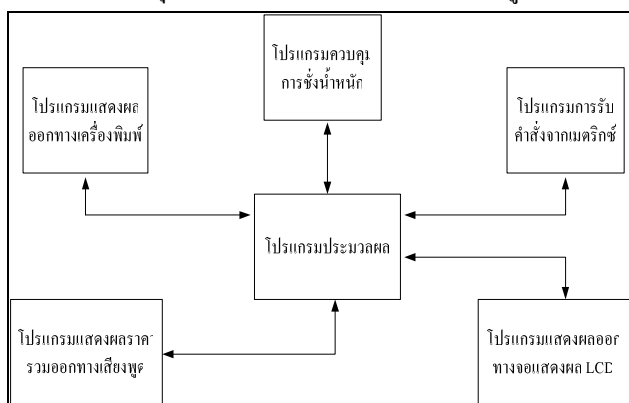 โปรแกรมควบคุม
การชั่งน้ำหนัก
โปรแกรมแสดงผล
ออกทางเครื่องพิมพ์
โปรแกรมการรับ
คำสั่งจากเมตริกซ์
โปรแกรมประมวลผล
โปรแกรมแสดงผลราคา
รวมออกทางเสียงพูด
โปรแกรมแสดงผลออก
ทางจอแสดงผล LCD